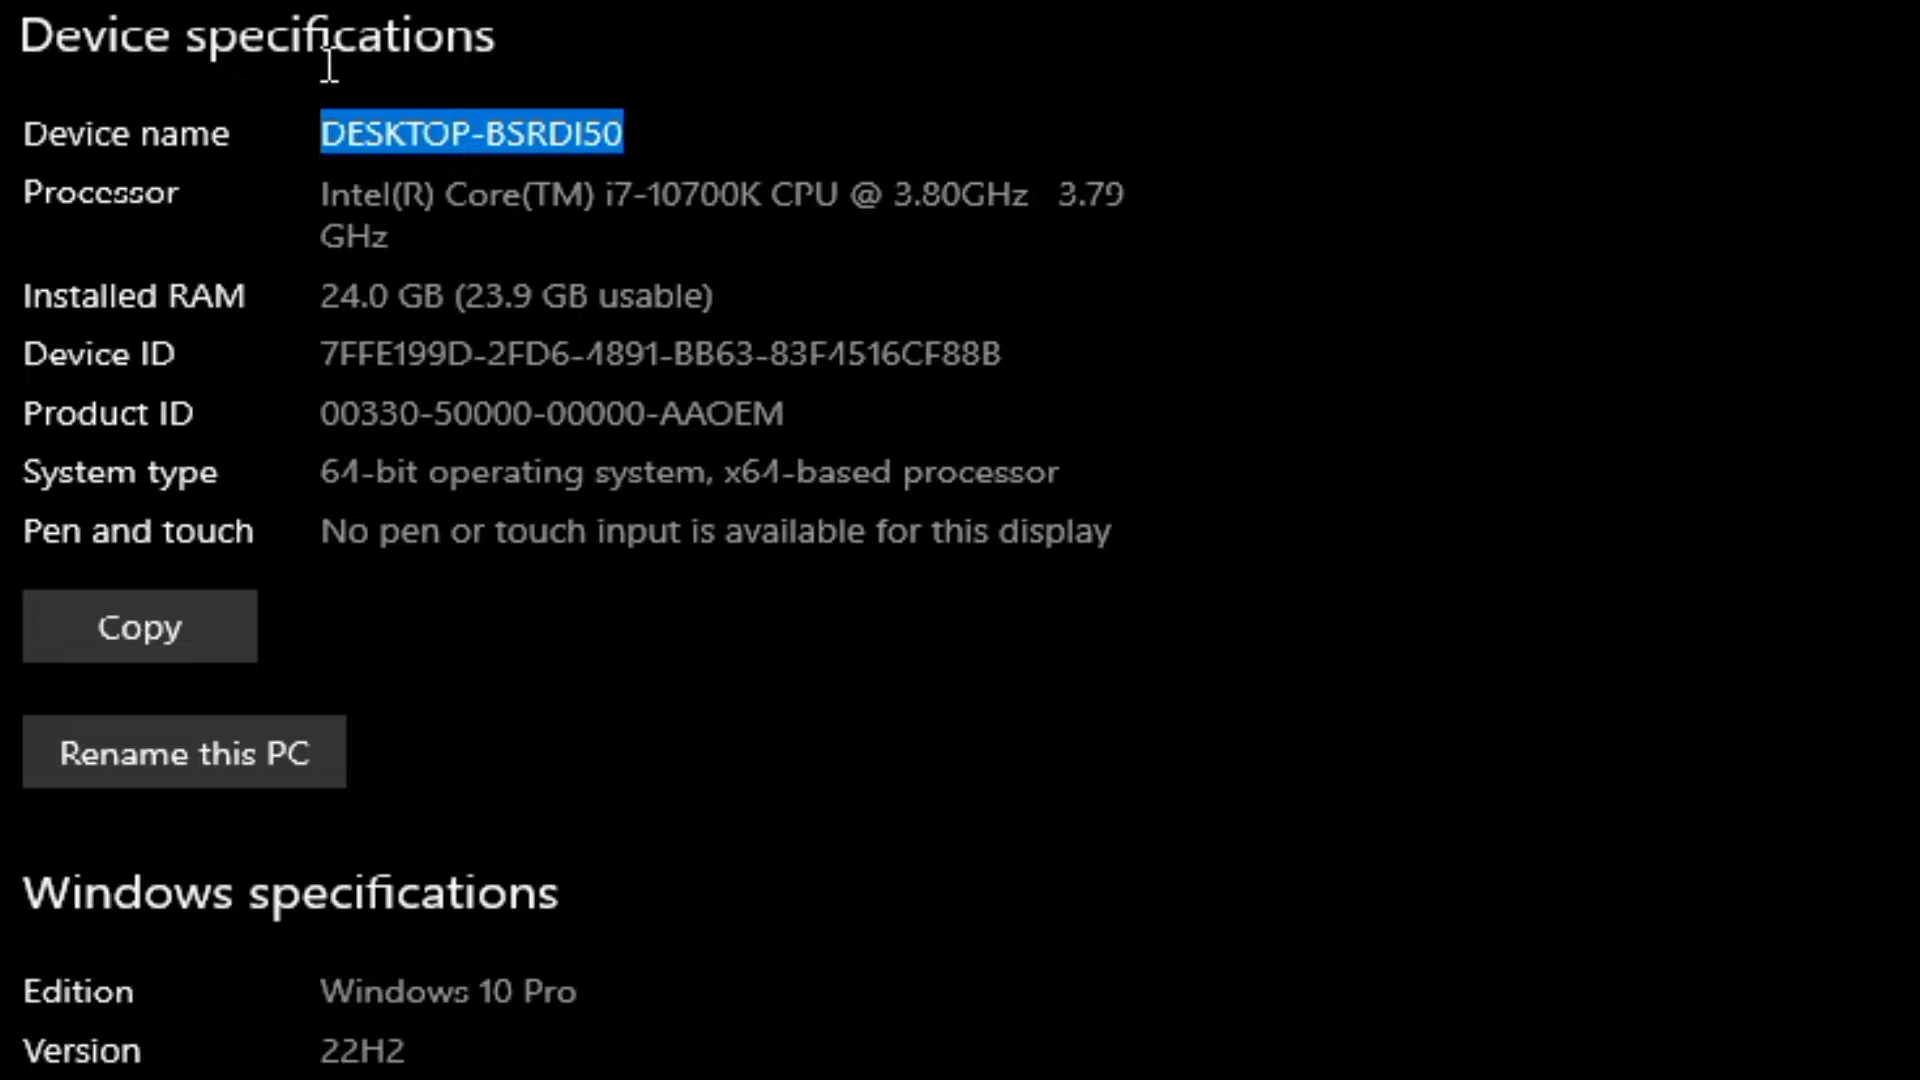 Device specifications
Device name DESKTOP-BSRDI50
Processor Intel(R) Core(TM) i7-10700K CPU @ 3.80GHz 3.79
GHz
Installed RAM 24.0 GB (23.9 GB usable)
Device ID 7FFE199D-2FD6-4891-BB63-83F4516CF88B
Product ID 00330-50000-00000-AAOEM
System type 64-bit operating system, x64-based processor
Pen and touch No pen or touch input is available for this display
Copy
Rename this PC
Windows specifications
Edition Windows 10 Pro
Version 22H2